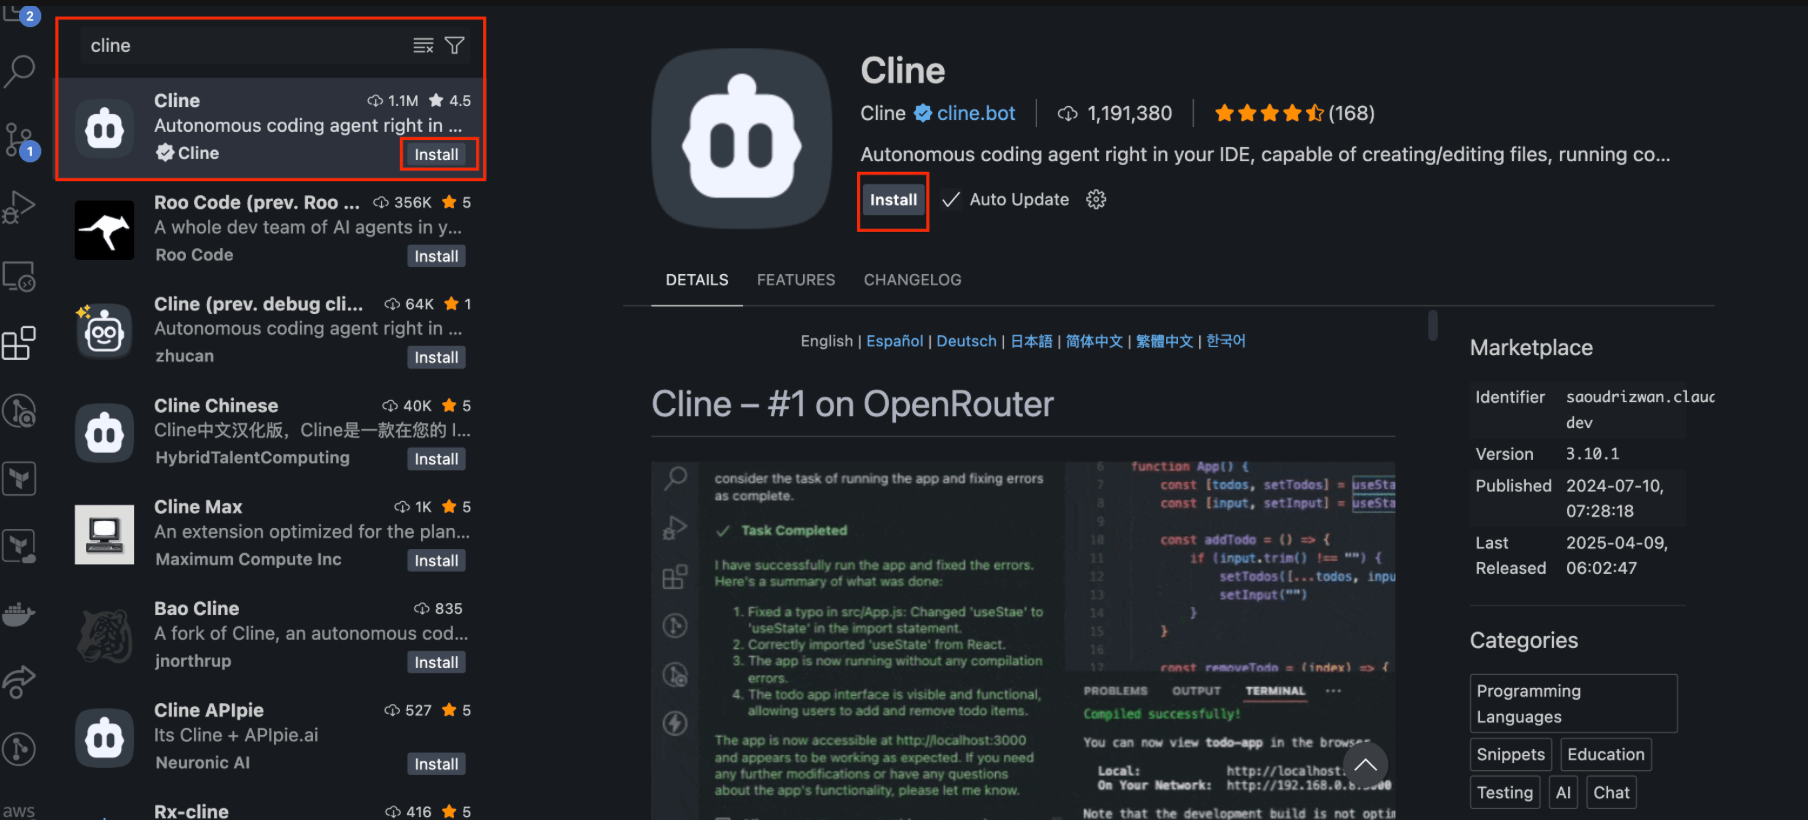 2
1
aws
cline
Cline 1.1M 4.5
Autonomous coding agent right in ...
Cline Install
Roo Code (prev. Roo ... 356K 5
A whole dev team of AI agents in y...
Roo Code Install
Cline (prev. debug cli... 64K 1
Autonomous coding agent right in ...
zhucan Install
Cline Chinese 40K 5
Cline中文汉化版，Cline是一款在您的 I...
HybridTalentComputing Install
Cline Max 1K 5
An extension optimized for the plan...
Maximum Compute Inc Install
Bao Cline 835
A fork of Cline, an autonomous cod...
jnorthrup Install
Cline APIpie 527 5
Its Cline + APIpie.ai
Neuronic AI Install
Rx-cline 416 5
Cline
Cline cline.bot 1,191,380 (168)
Autonomous coding agent right in your IDE, capable of creating/editing files, running co...
Install Auto Update
DETAILS FEATURES CHANGELOG
English | Español | Deutsch | 日本語 | 简体中文 | 繁體中文 | 한국어
Cline – #1 on OpenRouter
consider the task of running the app and fixing errors
as complete.
Task Completed
I have successfully run the app and fixed the errors.
Here's a summary of what was done:
1. Fixed a typo in src/App.js: Changed 'useStae' to
'useState' in the import statement.
2. Correctly imported 'useState' from React.
3. The app is now running without any compilation
errors.
4. The todo app interface is visible and functional,
allowing users to add and remove todo items.
The app is now accessible at http://localhost:3000
and appears to be working as expected. If you need
any further modifications or have any questions
about the app's functionality, please let me know.
6 function App() {
7 const [todos, setTodos] = useSta
8 const [input, setInput] = useSta
9
10 const addTodo = () => {
11 if (input.trim() !== "") {
12 setTodos([...todos, inpu
13 setInput("")
14 }
15 }
16
17 const removeTodo = (index) => {
PROBLEMS OUTPUT TERMINAL ...
Compiled successfully!
You can now view todo-app in the browser
Local: http://localhost:
On Your Network: http://192.168.0.8:3000
Note that the development build is not optim
Marketplace
Identifier saoudrizwan.clauc
dev
Version 3.10.1
Published 2024-07-10,
07:28:18
Last 2025-04-09,
Released 06:02:47
Categories
Programming
Languages
Snippets Education
Testing AI Chat